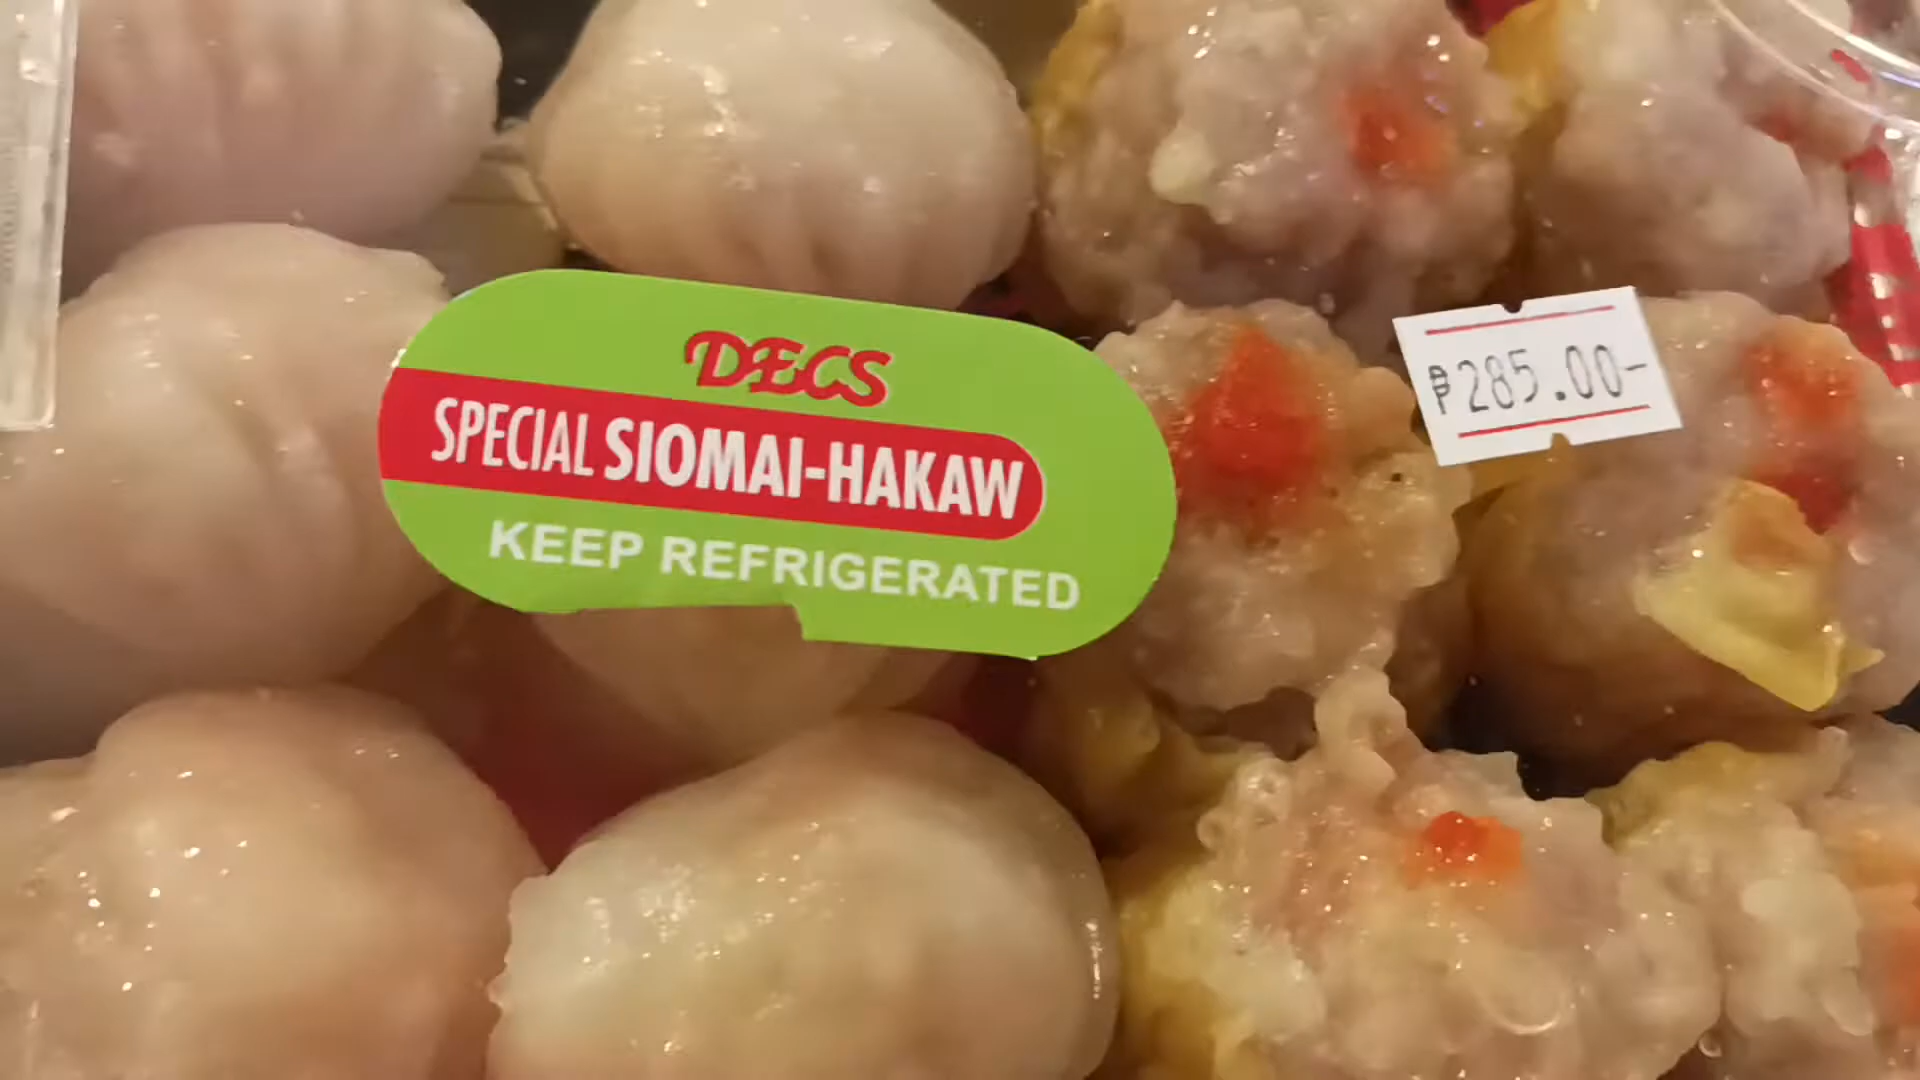 DECS
SPECIAL SIOMAI-HAKAW
KEEP REFRIGERATED
₱285.00-